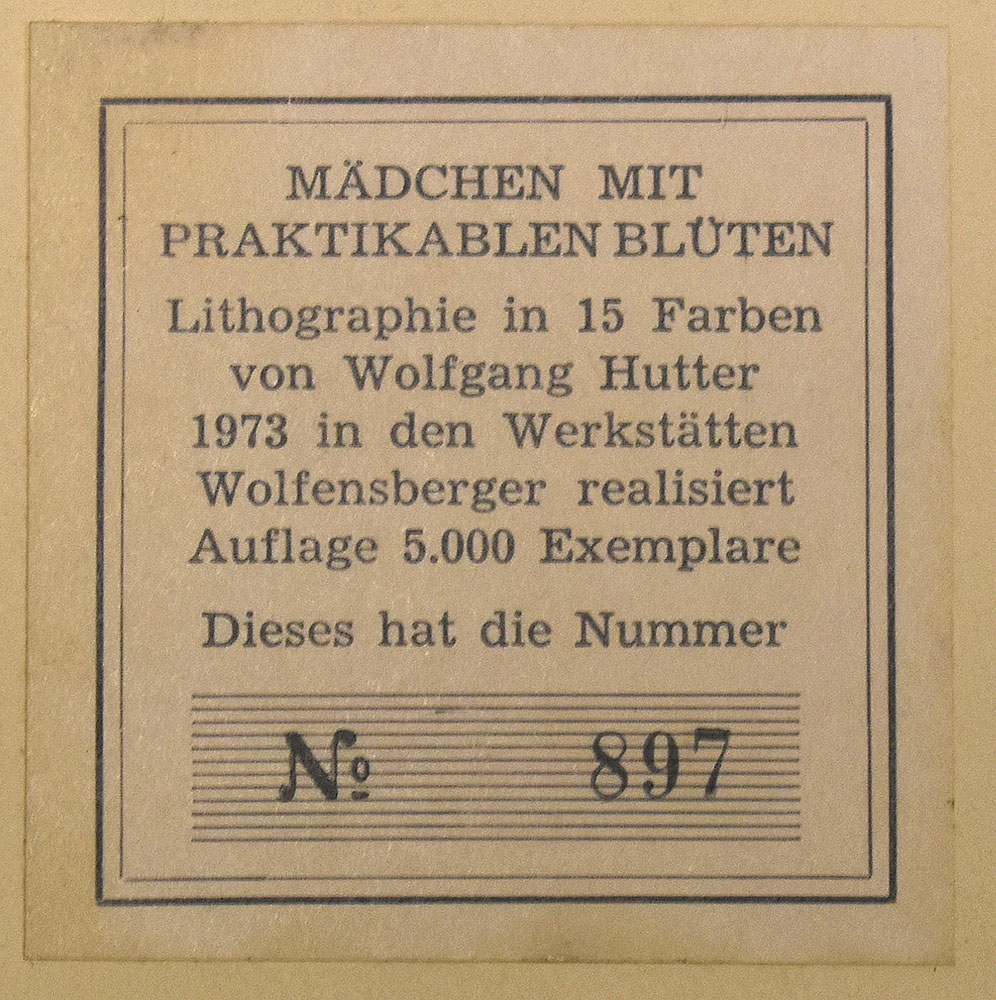 MÄDCHEN MIT
PRAKTIKABLEN BLÜTEN
Lithographie in 15 Farben
von Wolfgang Hutter
1973 in den Werkstätten
Wolfensberger realisiert
Auflage 5.000 Exemplare
Dieses hat die Nummer
No 897